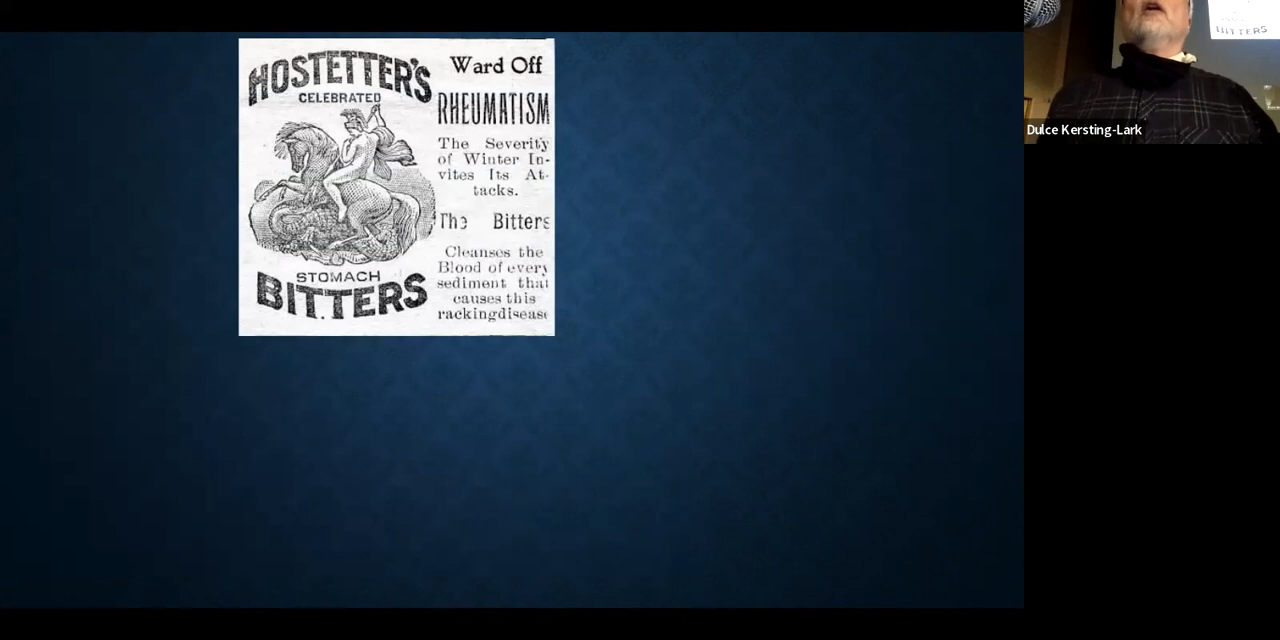 HOSTETTER'S
CELEBRATED
STOMACH
BITTERS
Ward Off
RHEUMATISM
The Severity
of Winter In-
vites Its At-
tacks.
The Bitters
Cleanses the
Blood of every
sediment that
causes this
rackingdisease
Dulce Kersting-Lark
BITTERS